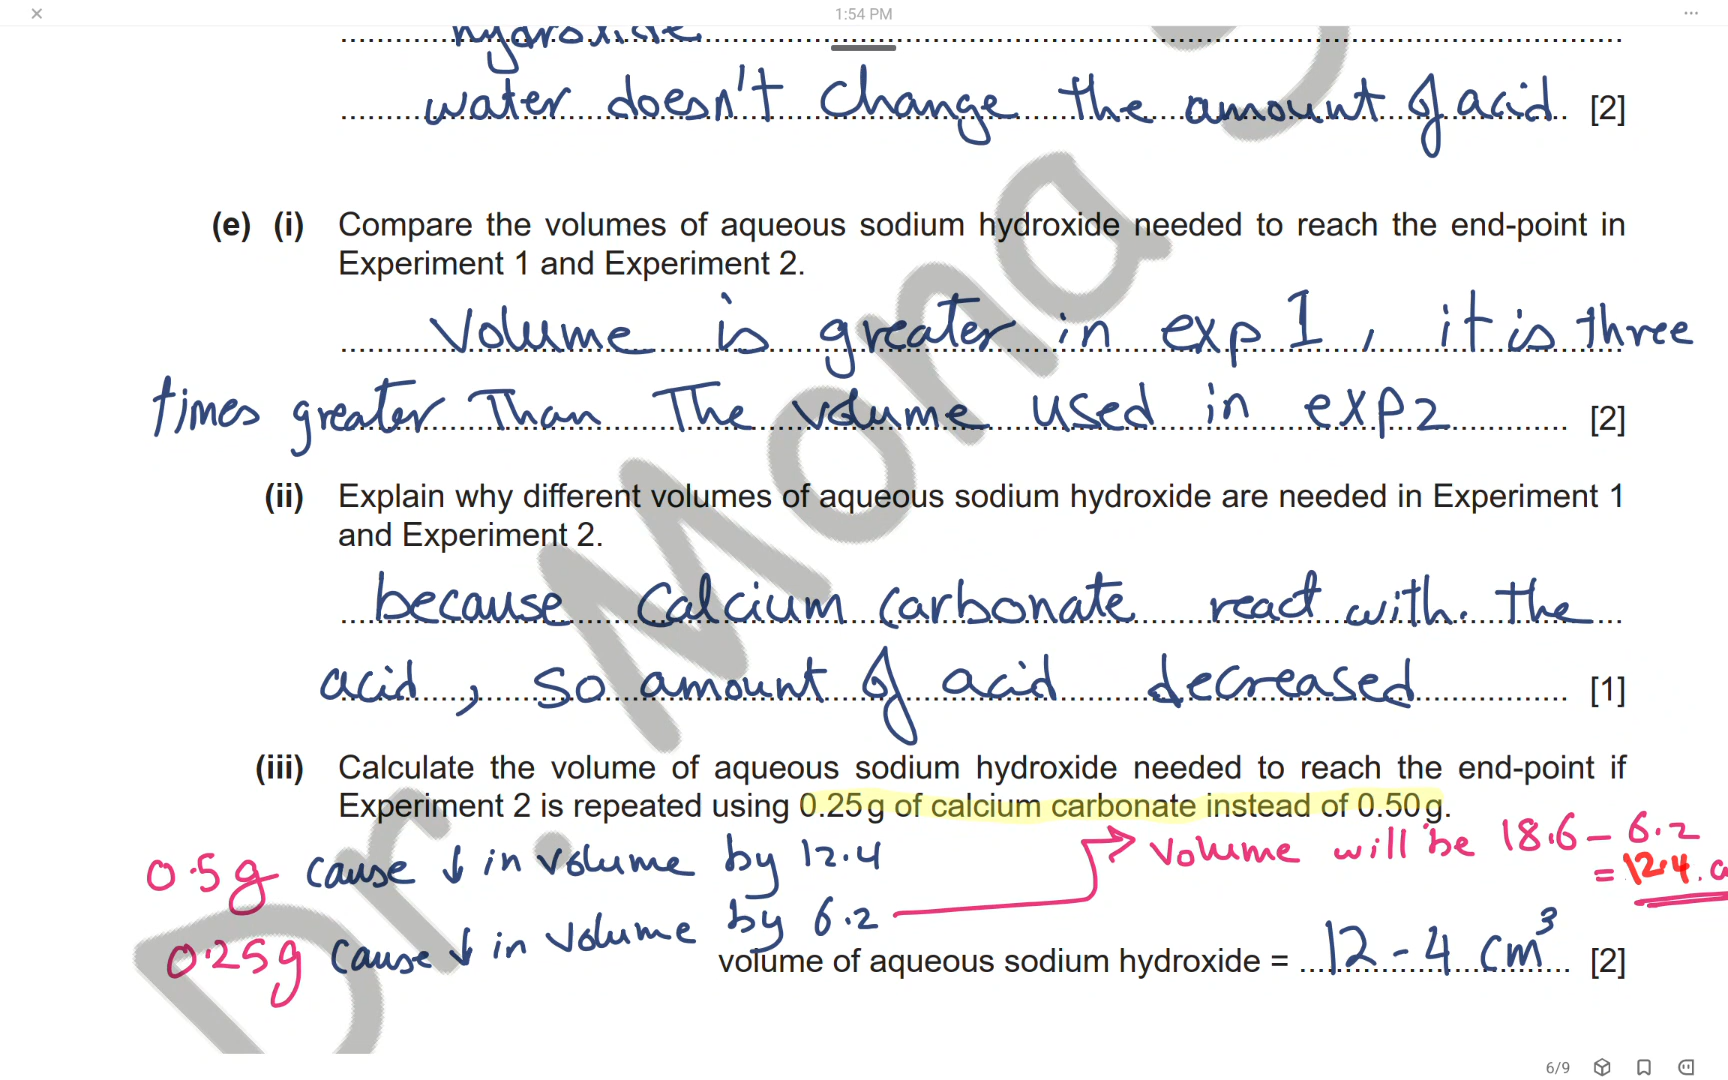 1:54 PM
hydroxide
water doesn't change the amount of acid [2]
(e) (i) Compare the volumes of aqueous sodium hydroxide needed to reach the end-point in
Experiment 1 and Experiment 2.
Volume is greater in exp 1, it is three
times greater Than The volume used in exp 2 [2]
(ii) Explain why different volumes of aqueous sodium hydroxide are needed in Experiment 1
and Experiment 2.
because Calcium carbonate react with. the
acid, so amount of acid decreased [1]
(iii) Calculate the volume of aqueous sodium hydroxide needed to reach the end-point if
Experiment 2 is repeated using 0.25 g of calcium carbonate instead of 0.50 g.
0.5g cause ↓ in volume by 12.4
→ Volume will be 18.6 – 6.2
= 12.4.
0.25g cause ↓ in volume by 6.2
volume of aqueous sodium hydroxide = 12-4 cm³ [2]
Dr. Mona
6/9